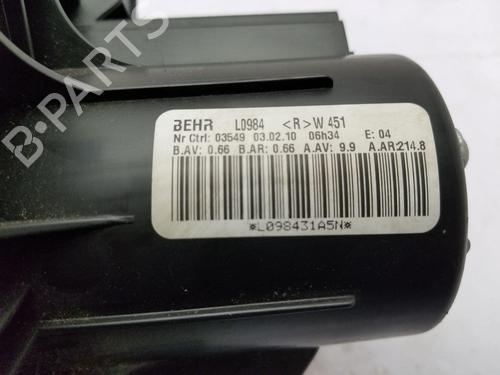 B-PARTS
BEHR L0984 <R>W 451
Nr Ctrl: 03549 03.02.10 06h34 E: 04
B.AV: 0.66 B.AR: 0.66 A.AV: 9.9 A.AR:214.8
*L098431A5N*